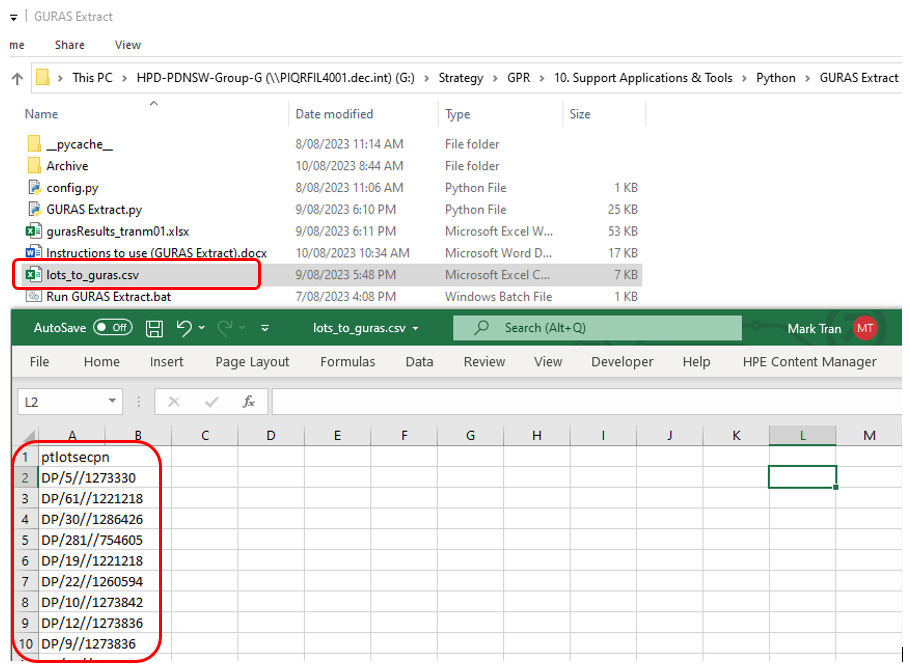 GURAS Extract
me Share View
This PC > HPD-PDNSW-Group-G (\\PIQRFIL4001.dec.int) (G:) > Strategy > GPR > 10. Support Applications & Tools > Python > GURAS Extract
Name Date modified Type Size
__pycache__ 8/08/2023 11:14 AM File folder
Archive 10/08/2023 8:44 AM File folder
config.py 8/08/2023 11:06 AM Python File 1 KB
GURAS Extract.py 9/08/2023 6:10 PM Python File 25 KB
gurasResults_tranm01.xlsx 9/08/2023 6:11 PM Microsoft Excel W... 53 KB
Instructions to use (GURAS Extract).docx 10/08/2023 10:34 AM Microsoft Word D... 17 KB
lots_to_guras.csv 9/08/2023 5:48 PM Microsoft Excel C... 7 KB
Run GURAS Extract.bat 7/08/2023 4:08 PM Windows Batch File 1 KB
AutoSave Off lots_to_guras.csv Search (Alt+Q) Mark Tran MT
File Home Insert Page Layout Formulas Data Review View Developer Help HPE Content Manager
L2 fx
A B C D E F G H I J K L M
1 ptlotsecpn
2 DP/5//1273330
3 DP/61//1221218
4 DP/30//1286426
5 DP/281//754605
6 DP/19//1221218
7 DP/22//1260594
8 DP/10//1273842
9 DP/12//1273836
10 DP/9//1273836